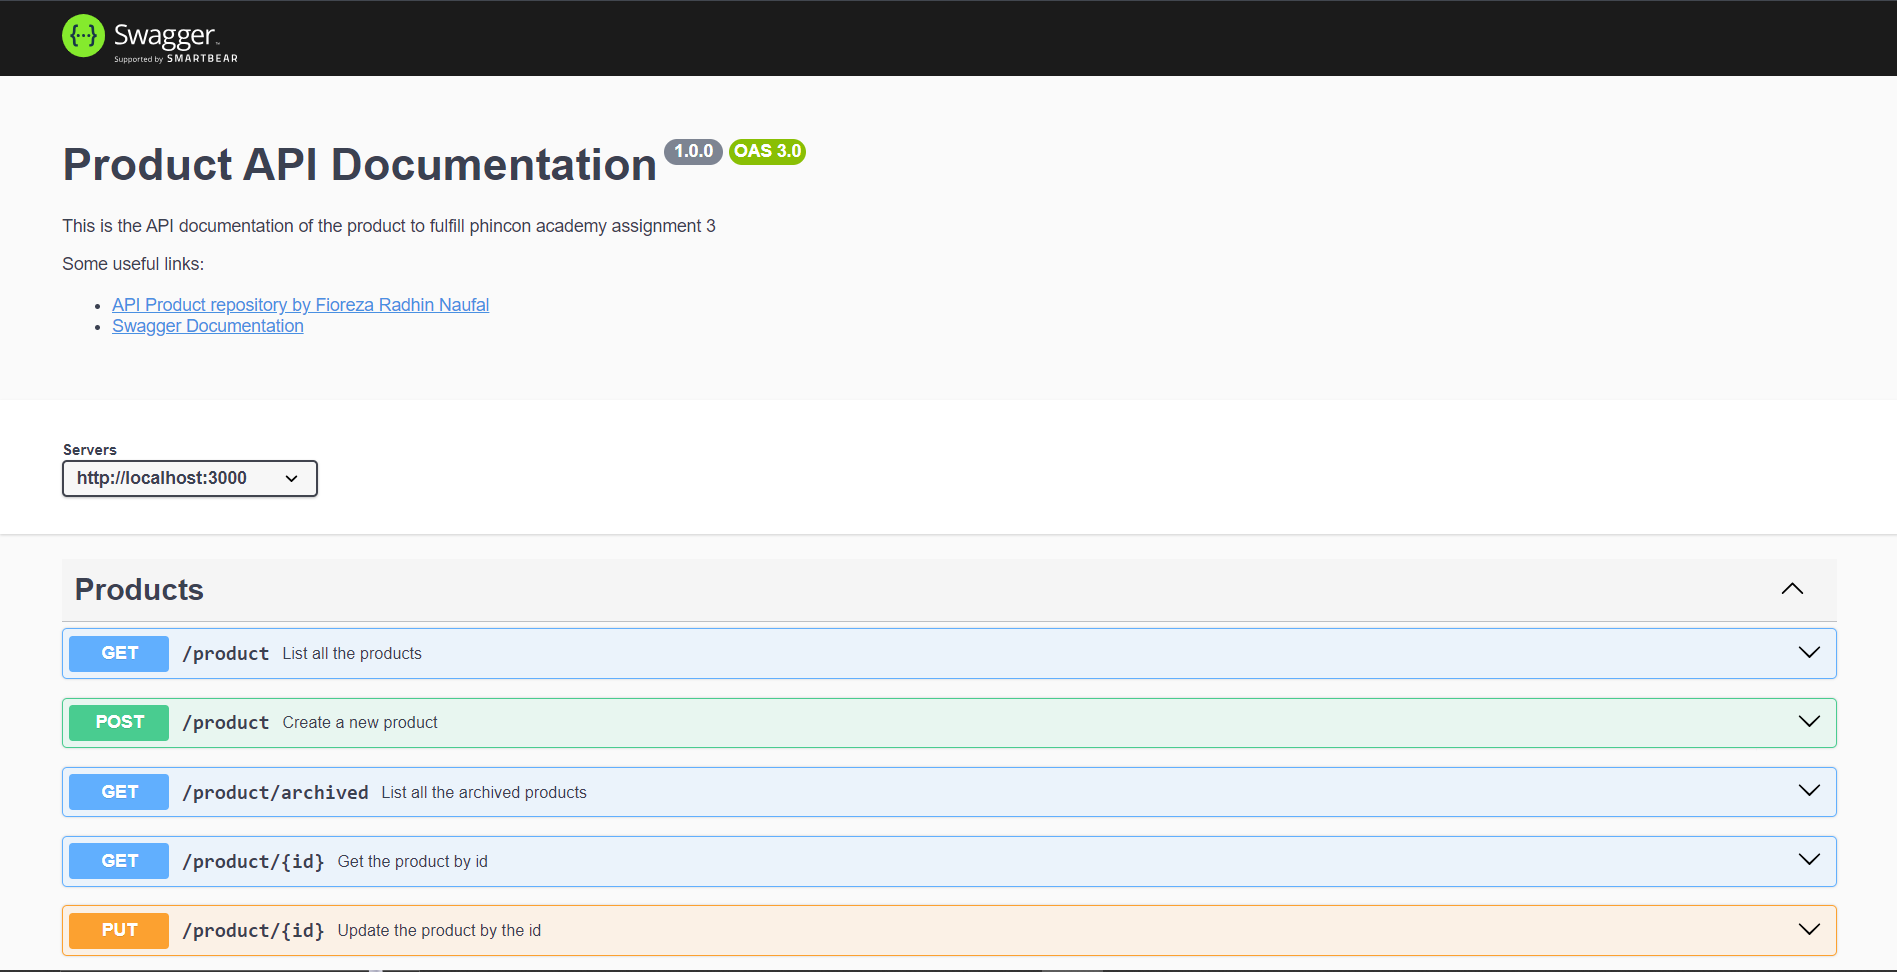 {···} Swagger™
Supported by SMARTBEAR
Product API Documentation 1.0.0 OAS 3.0
This is the API documentation of the product to fulfill phincon academy assignment 3
Some useful links:
• API Product repository by Fioreza Radhin Naufal
• Swagger Documentation
Servers
http://localhost:3000
Products
GET /product List all the products
POST /product Create a new product
GET /product/archived List all the archived products
GET /product/{id} Get the product by id
PUT /product/{id} Update the product by the id